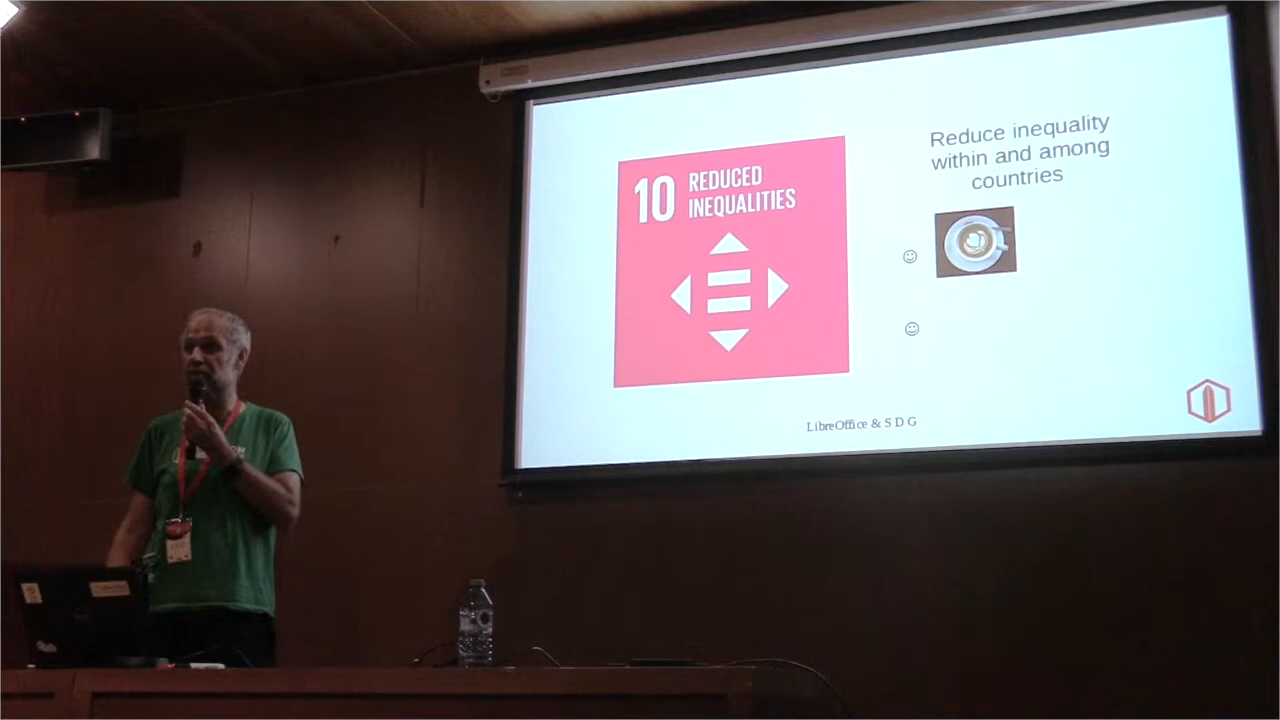 10 REDUCED
INEQUALITIES
Reduce inequality
within and among
countries
LibreOffice & S D G